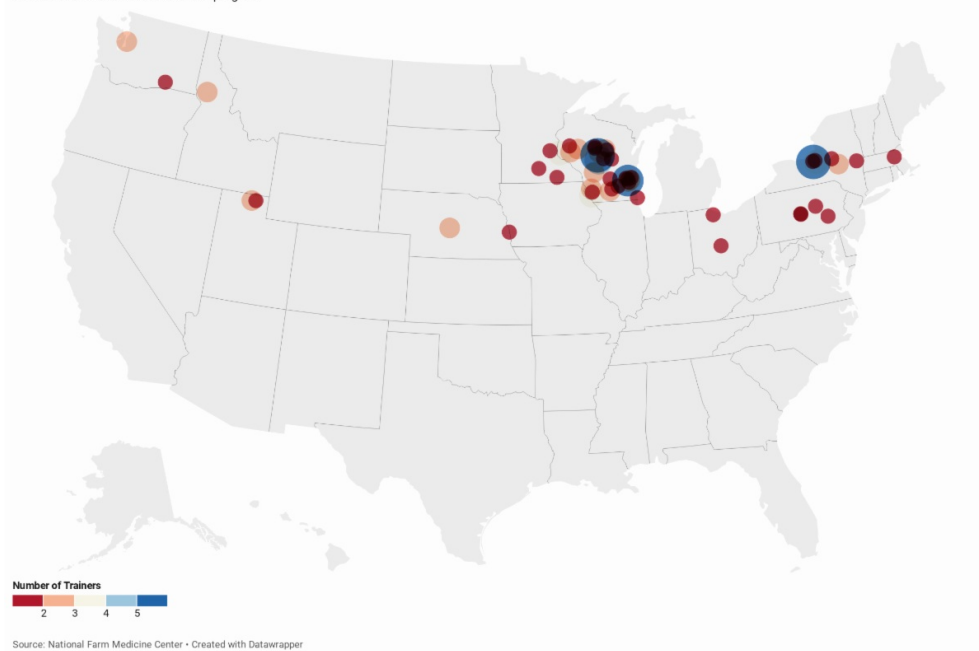 Number of Trainers
2 3 4 5
Source: National Farm Medicine Center • Created with Datawrapper